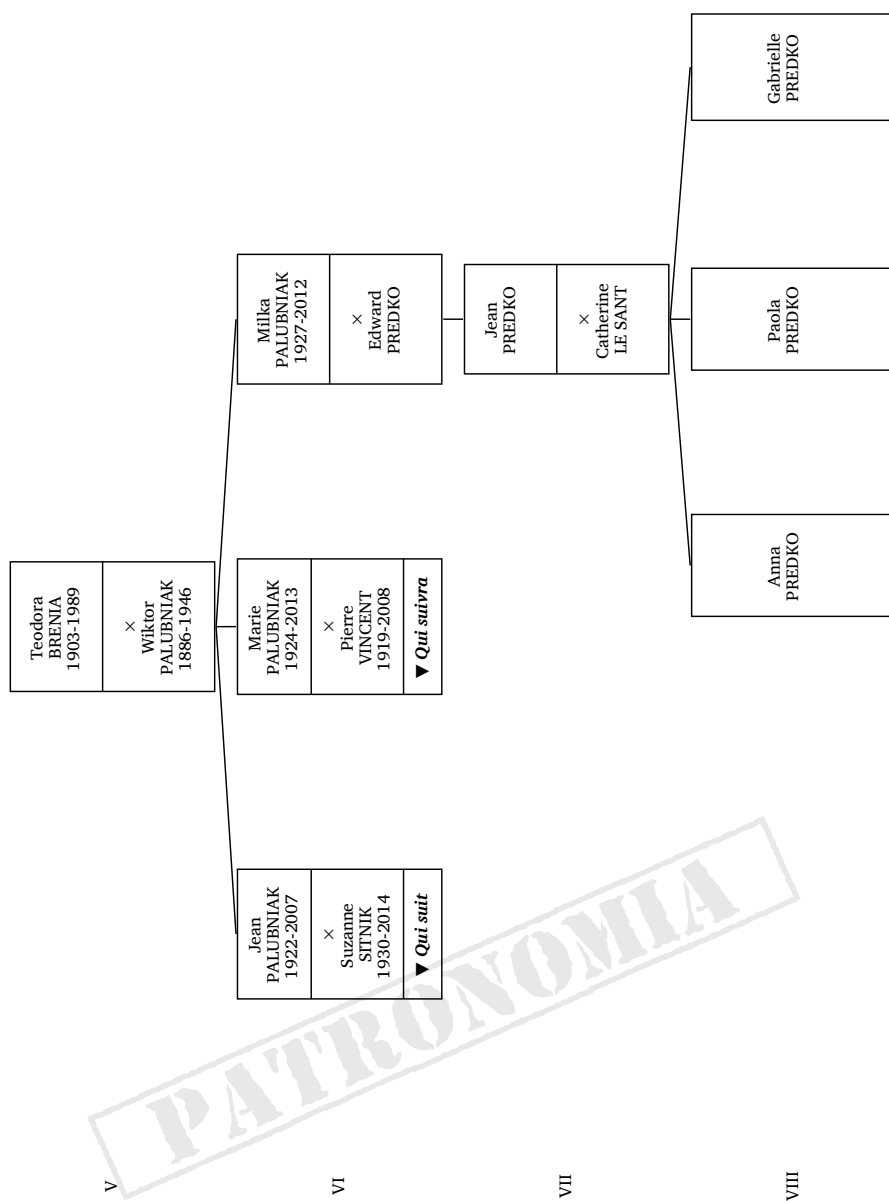 V
Teodora
BRENIA
1903-1989
×
Wiktor
PALUBNIAK
1886-1946
VI
Jean
PALUBNIAK
1922-2007
×
Suzanne
SITNIK
1930-2014
▼ Qui suit
Marie
PALUBNIAK
1924-2013
×
Pierre
VINCENT
1919-2008
▼ Qui suivra
Milka
PALUBNIAK
1927-2012
×
Edward
PREDKO
VII
Jean
PREDKO
×
Catherine
LE SANT
VIII
Anna
PREDKO
Paola
PREDKO
Gabrielle
PREDKO
PATRONOMIA